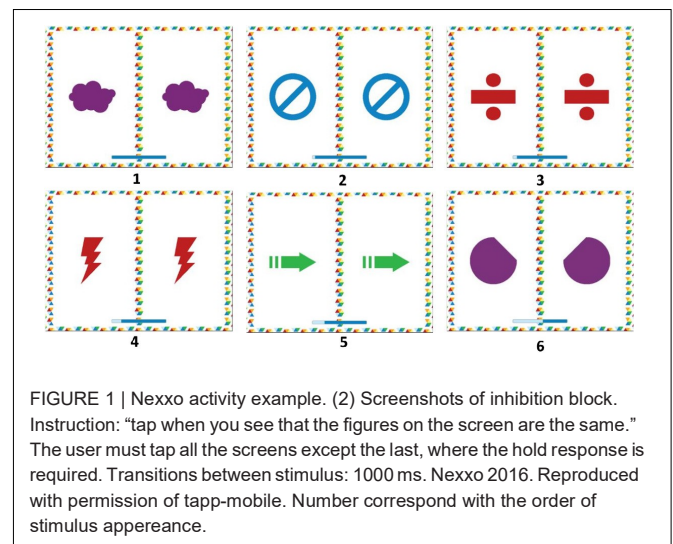 1
2
3
4
5
6
FIGURE 1 | Nexxo activity example. (2) Screenshots of inhibition block.
Instruction: “tap when you see that the figures on the screen are the same.”
The user must tap all the screens except the last, where the hold response is
required. Transitions between stimulus: 1000 ms. Nexxo 2016. Reproduced
with permission of tapp-mobile. Number correspond with the order of
stimulus appereance.